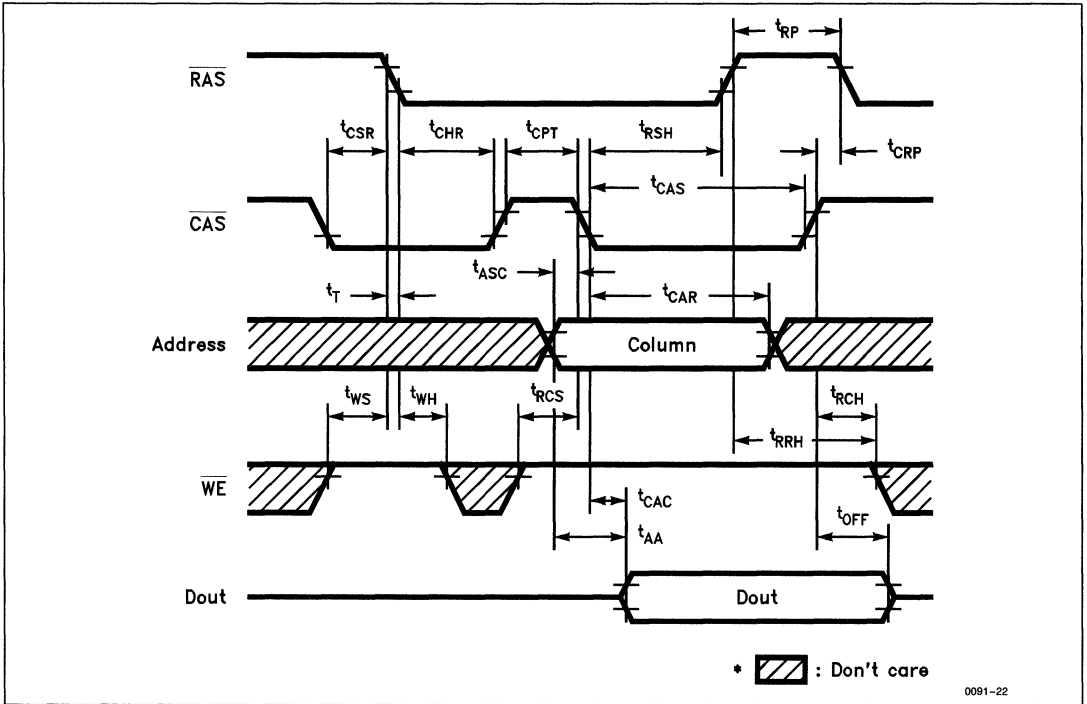 tRP
RAS
tCSR tCHR tCPT tRSH tCRP
tCAS
CAS
tASC
tT tCAR
Address Column
tWS tWH tRCS tRCH
tRRH
WE
tCAC
tOFF
tAA
Dout Dout
* : Don't care
0091-22